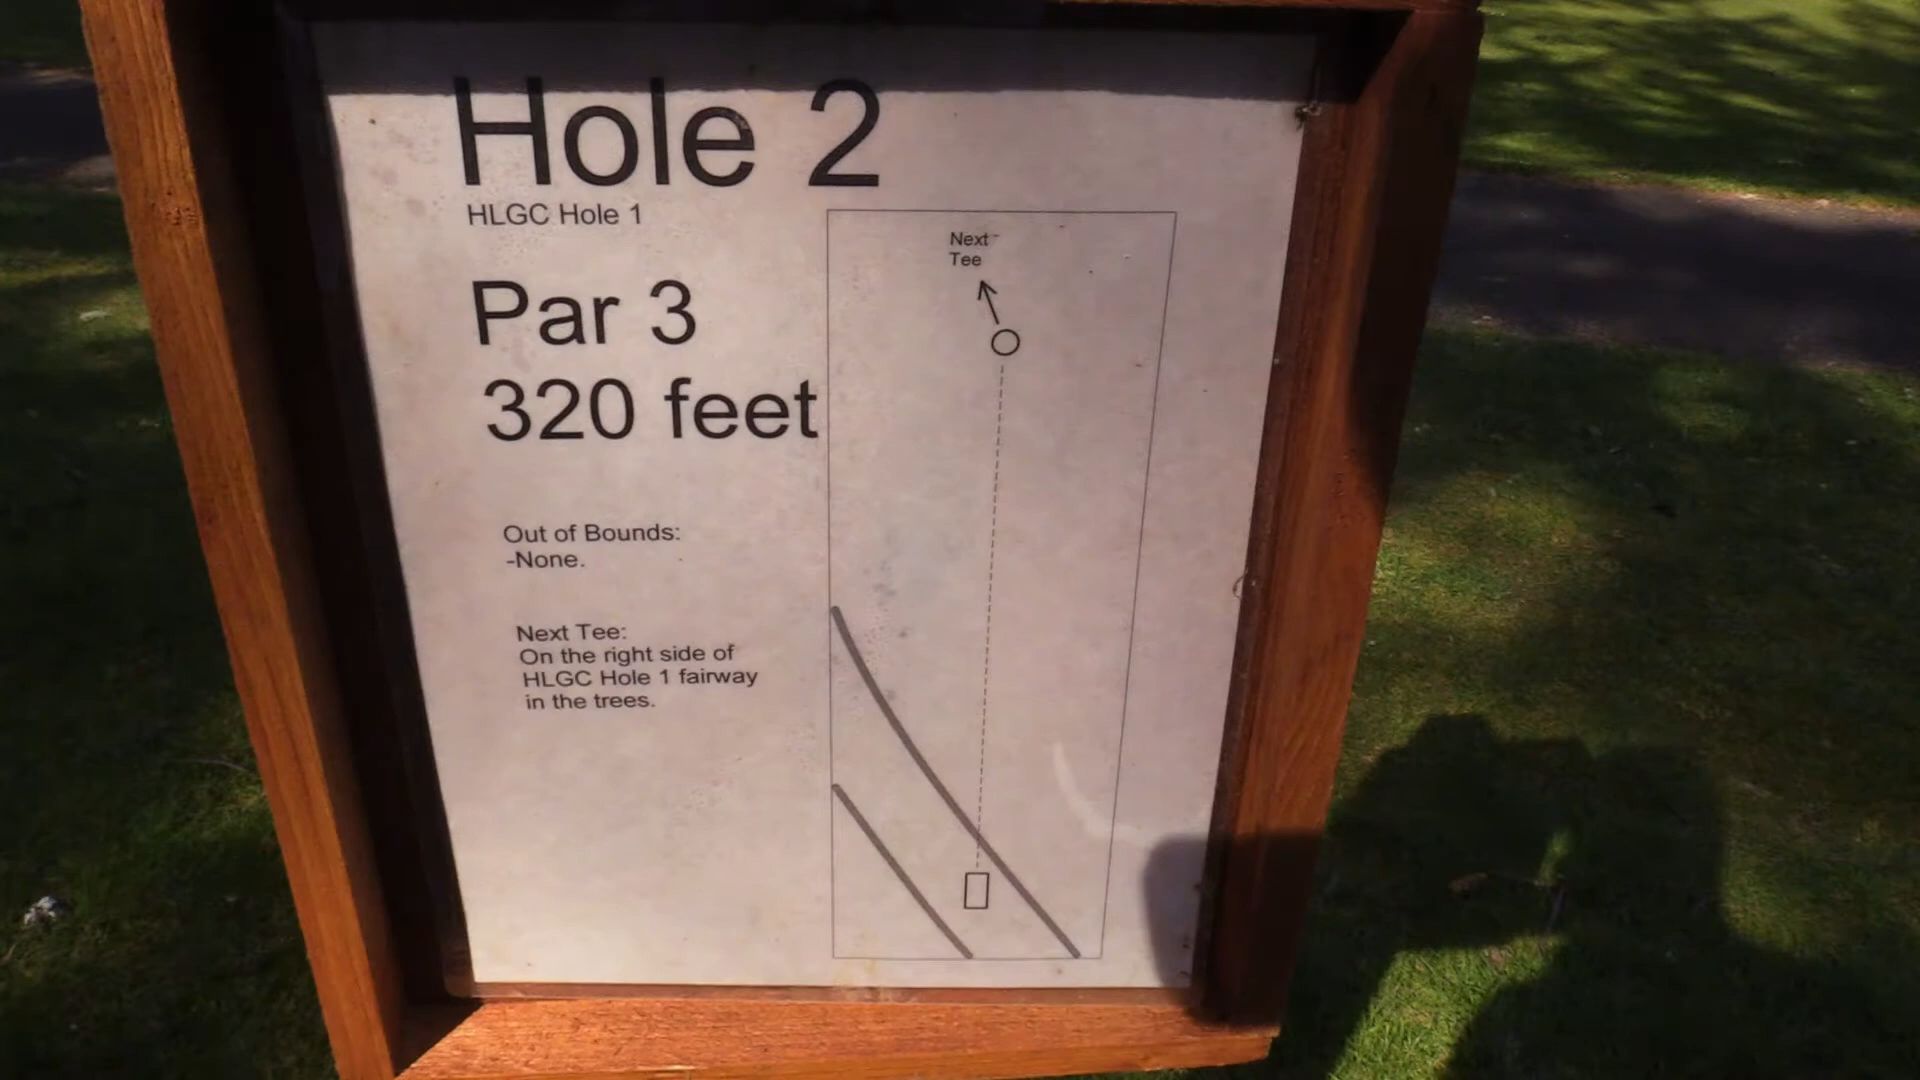 Hole 2
HLGC Hole 1
Par 3
320 feet
Out of Bounds:
-None.
Next Tee:
On the right side of
HLGC Hole 1 fairway
in the trees.
Next
Tee